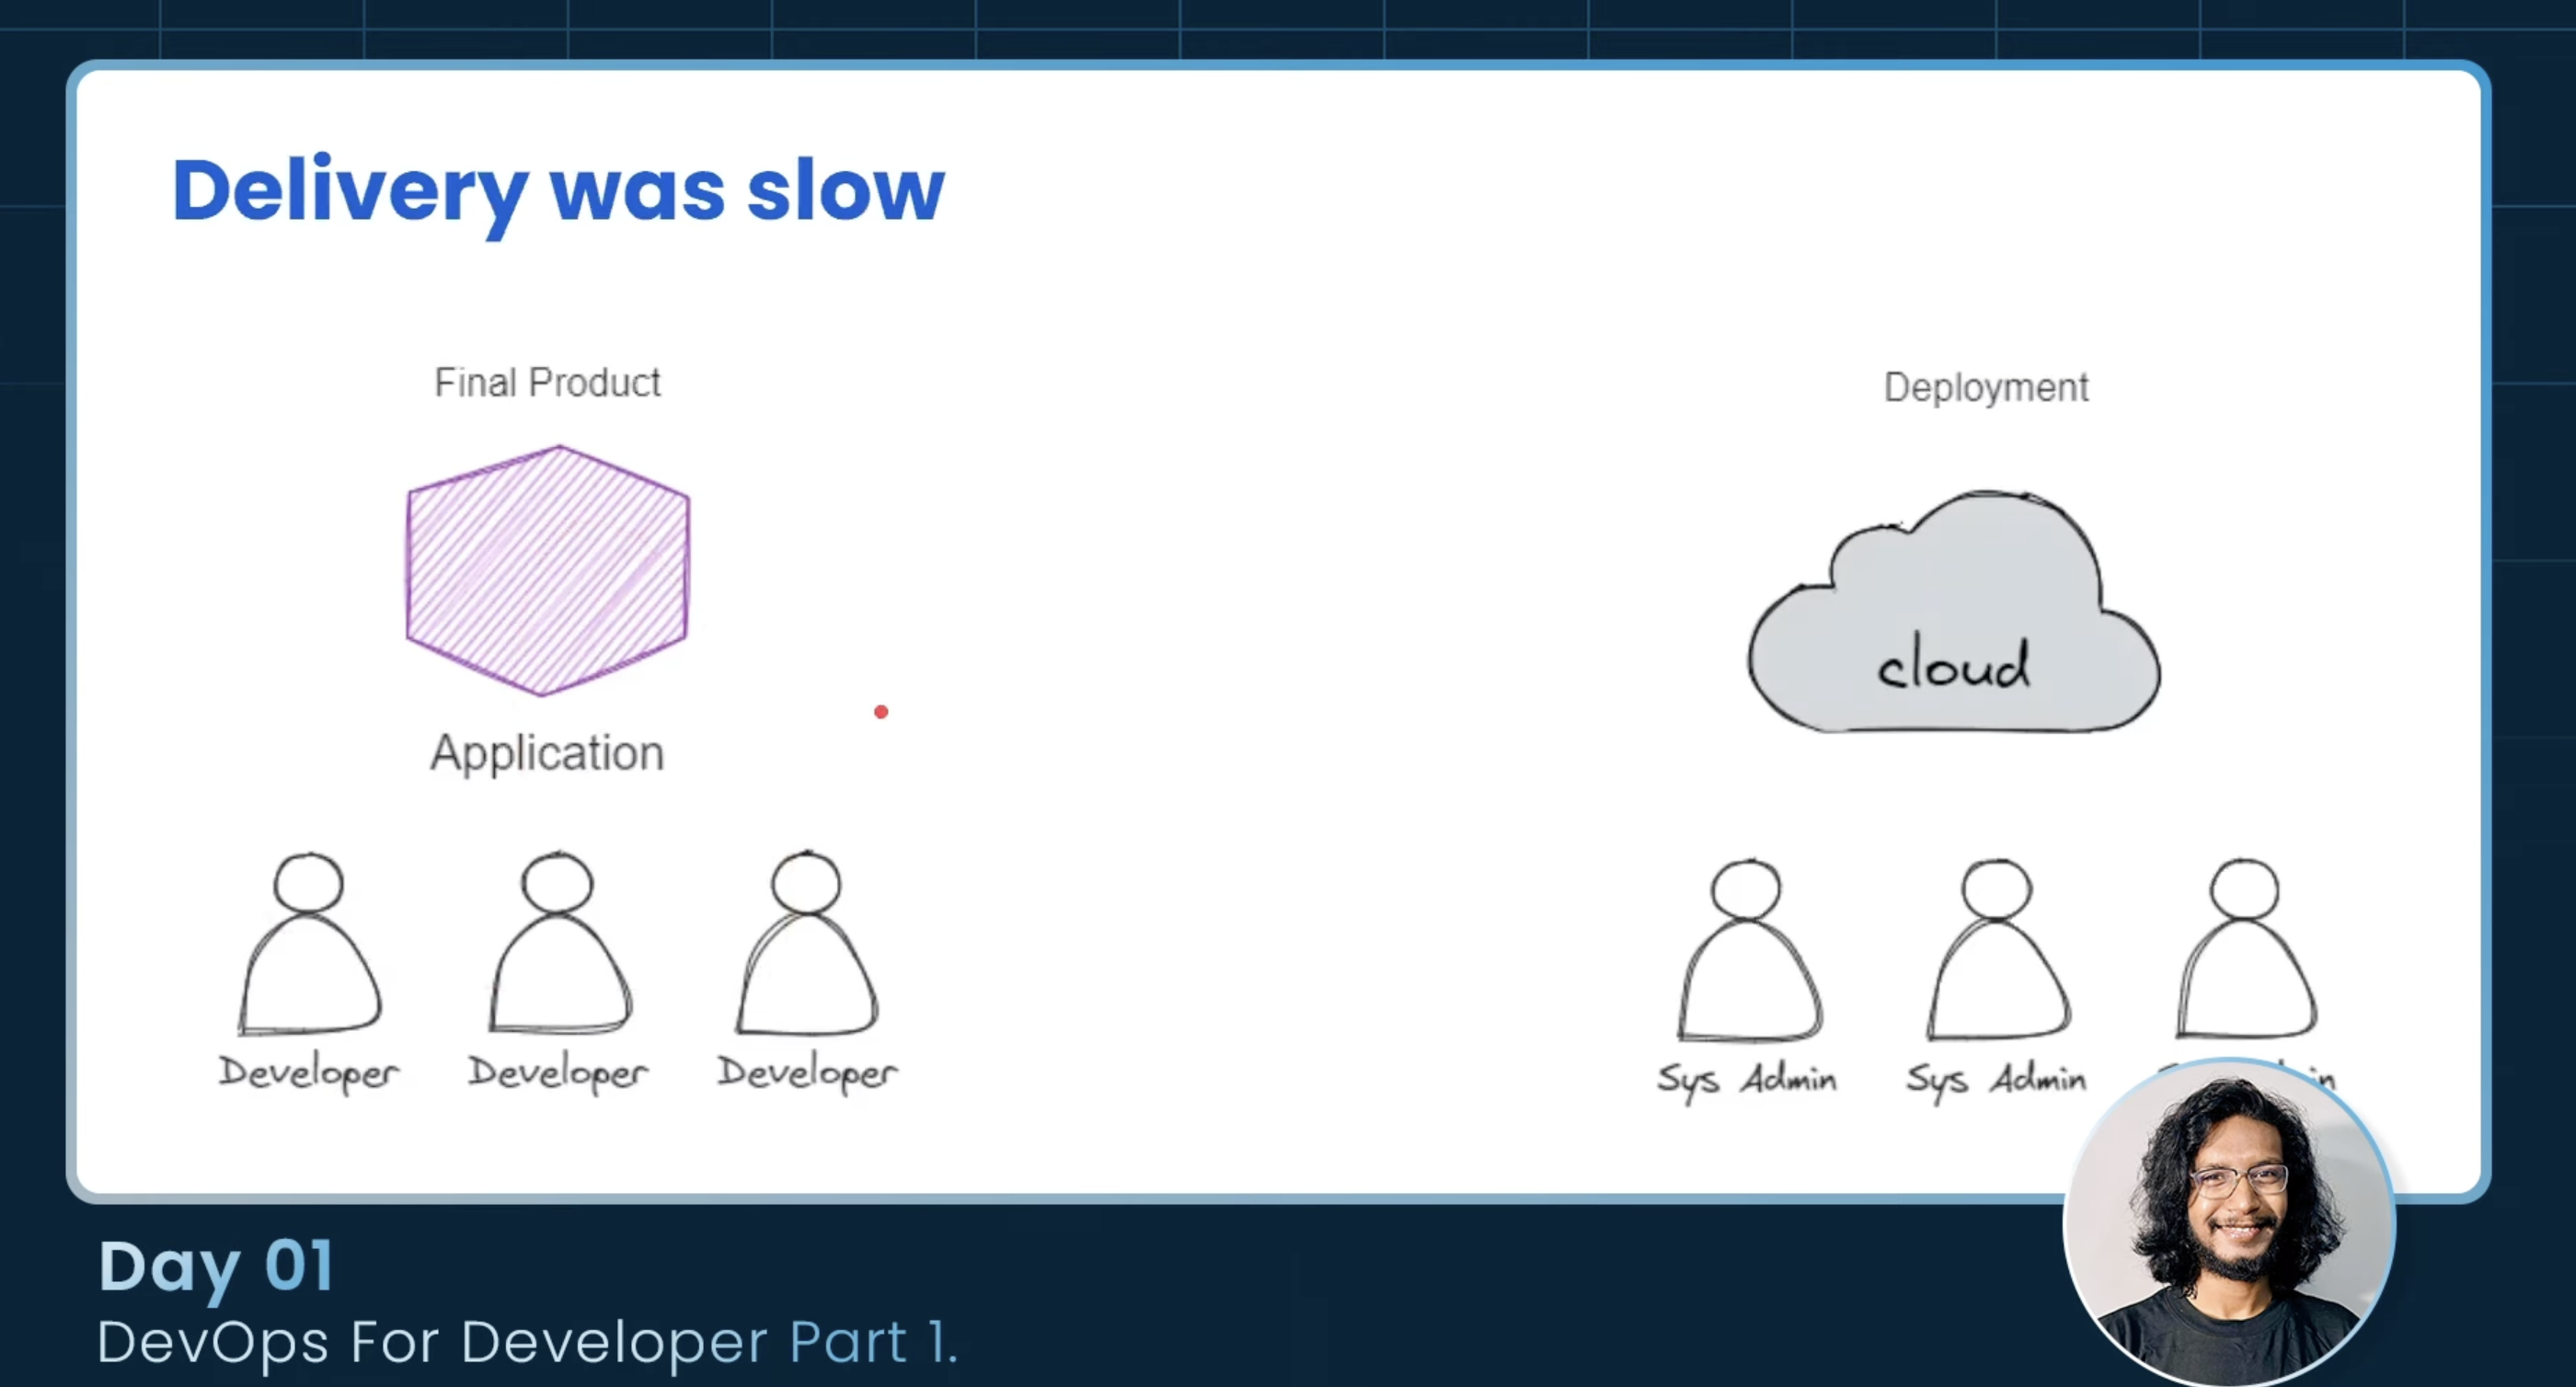 Delivery was slow
Final Product
Deployment
cloud
Application
Developer Developer Developer
Sys Admin Sys Admin
Day 01
DevOps For Developer Part 1.